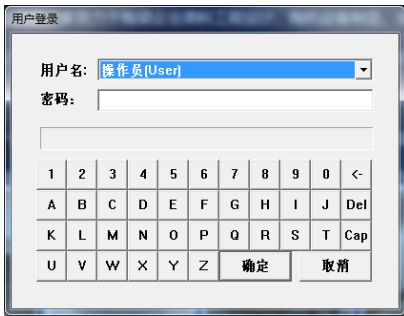 用户登录
用户名: 操作员(User)
密码:
1 2 3 4 5 6 7 8 9 0 <-
A B C D E F G H I J Del
K L M N O P Q R S T Cap
U V W X Y Z 确定 取消